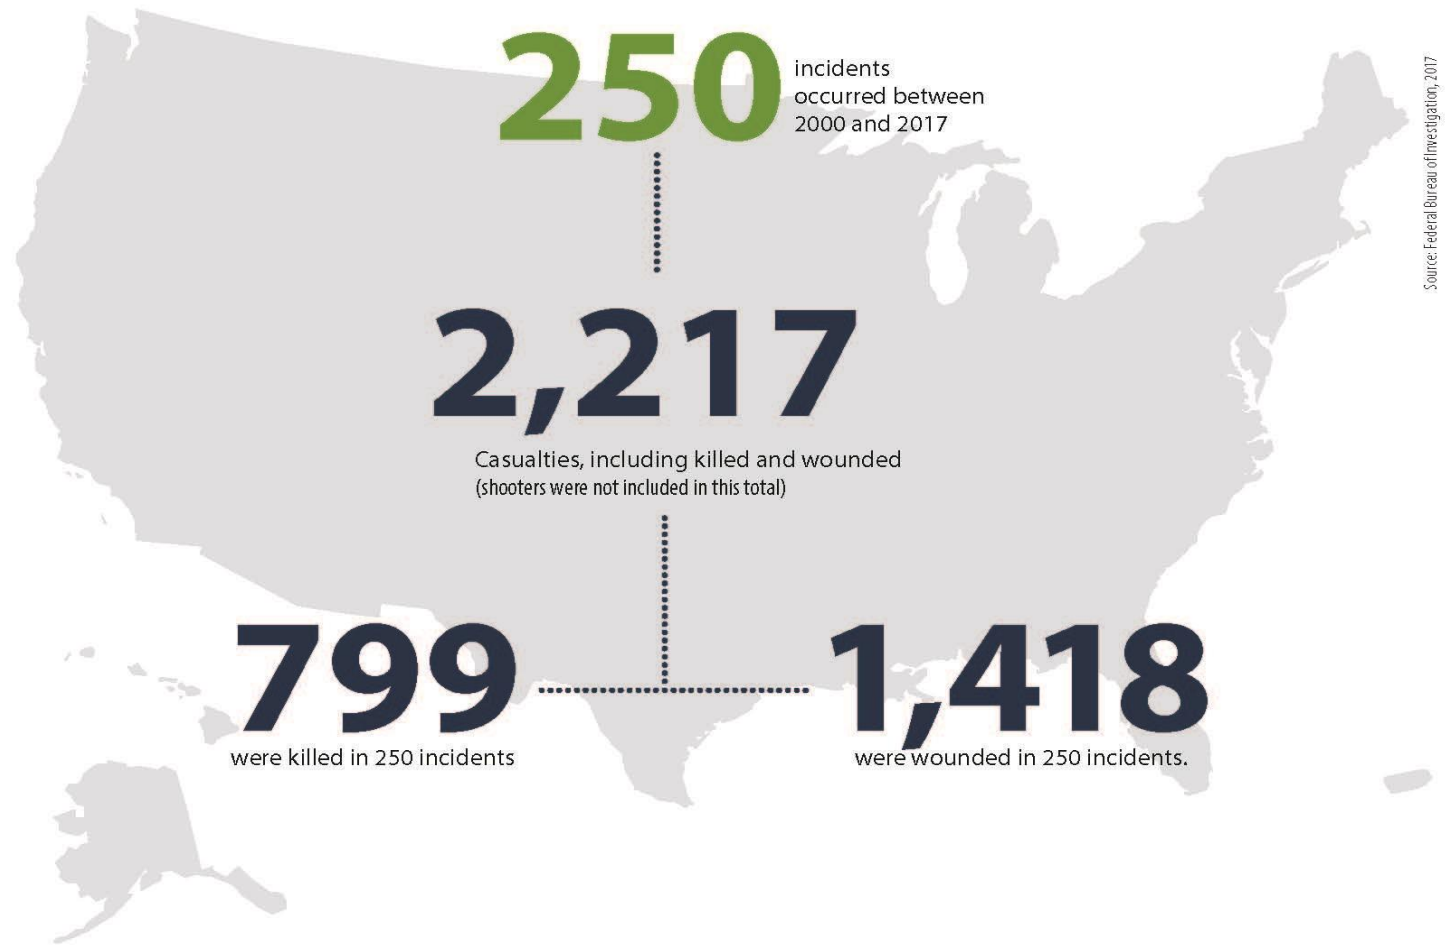 250
incidents
occurred between
2000 and 2017
Source: Federal Bureau of Investigation, 2017
2,217
Casualties, including killed and wounded
(shooters were not included in this total)
799
were killed in 250 incidents
1,418
were wounded in 250 incidents.